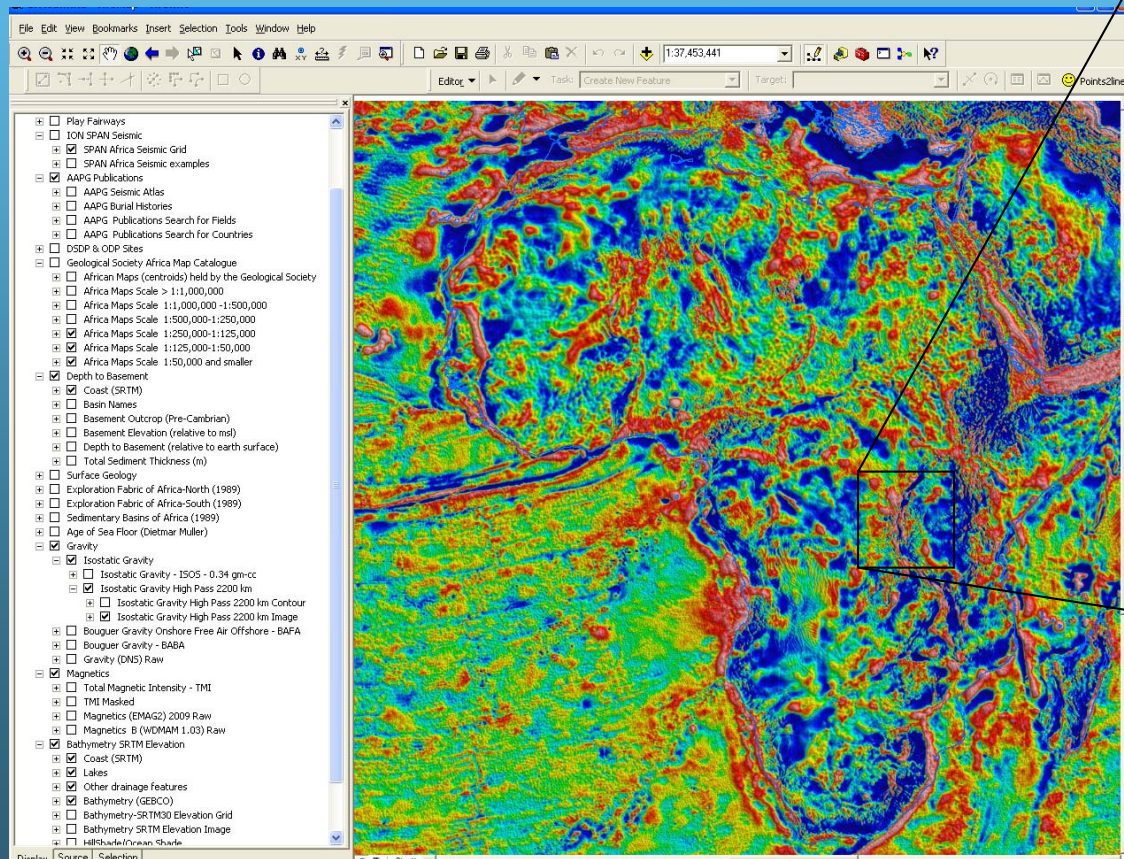 File Edit View Bookmarks Insert Selection Tools Window Help
1:37,453,441
Editor Task: Create New Feature Target: Points2line
Play Fairways
ION SPAN Seismic
SPAN Africa Seismic Grid
SPAN Africa Seismic examples
AAPG Publications
AAPG Seismic Atlas
AAPG Burial Histories
AAPG Publications Search for Fields
AAPG Publications Search for Countries
DSDP & ODP Sites
Geological Society Africa Map Catalogue
African Maps (centroids) held by the Geological Society
Africa Maps Scale > 1:1,000,000
Africa Maps Scale 1:1,000,000 -1:500,000
Africa Maps Scale 1:500,000-1:250,000
Africa Maps Scale 1:250,000-1:125,000
Africa Maps Scale 1:125,000-1:50,000
Africa Maps Scale 1:50,000 and smaller
Depth to Basement
Coast (SRTM)
Basin Names
Basement Outcrop (Pre-Cambrian)
Basement Elevation (relative to msl)
Depth to Basement (relative to earth surface)
Total Sediment Thickness (m)
Surface Geology
Exploration Fabric of Africa-North (1989)
Exploration Fabric of Africa-South (1989)
Sedimentary Basins of Africa (1989)
Age of Sea Floor (Dietmar Muller)
Gravity
Isostatic Gravity
Isostatic Gravity - ISOS - 0.34 gm-cc
Isostatic Gravity High Pass 2200 km
Isostatic Gravity High Pass 2200 km Contour
Isostatic Gravity High Pass 2200 km Image
Bouguer Gravity Onshore Free Air Offshore - BAFA
Bouguer Gravity - BABA
Gravity (DNS) Raw
Magnetics
Total Magnetic Intensity - TMI
TMI Masked
Magnetics (EMAG2) 2009 Raw
Magnetics B (WDMAM 1.03) Raw
Bathymetry SRTM Elevation
Coast (SRTM)
Lakes
Other drainage features
Bathymetry (GEBCO)
Bathymetry-SRTM30 Elevation Grid
Bathymetry SRTM Elevation Image
HillShade/Ocean Shade
Display Source Selection